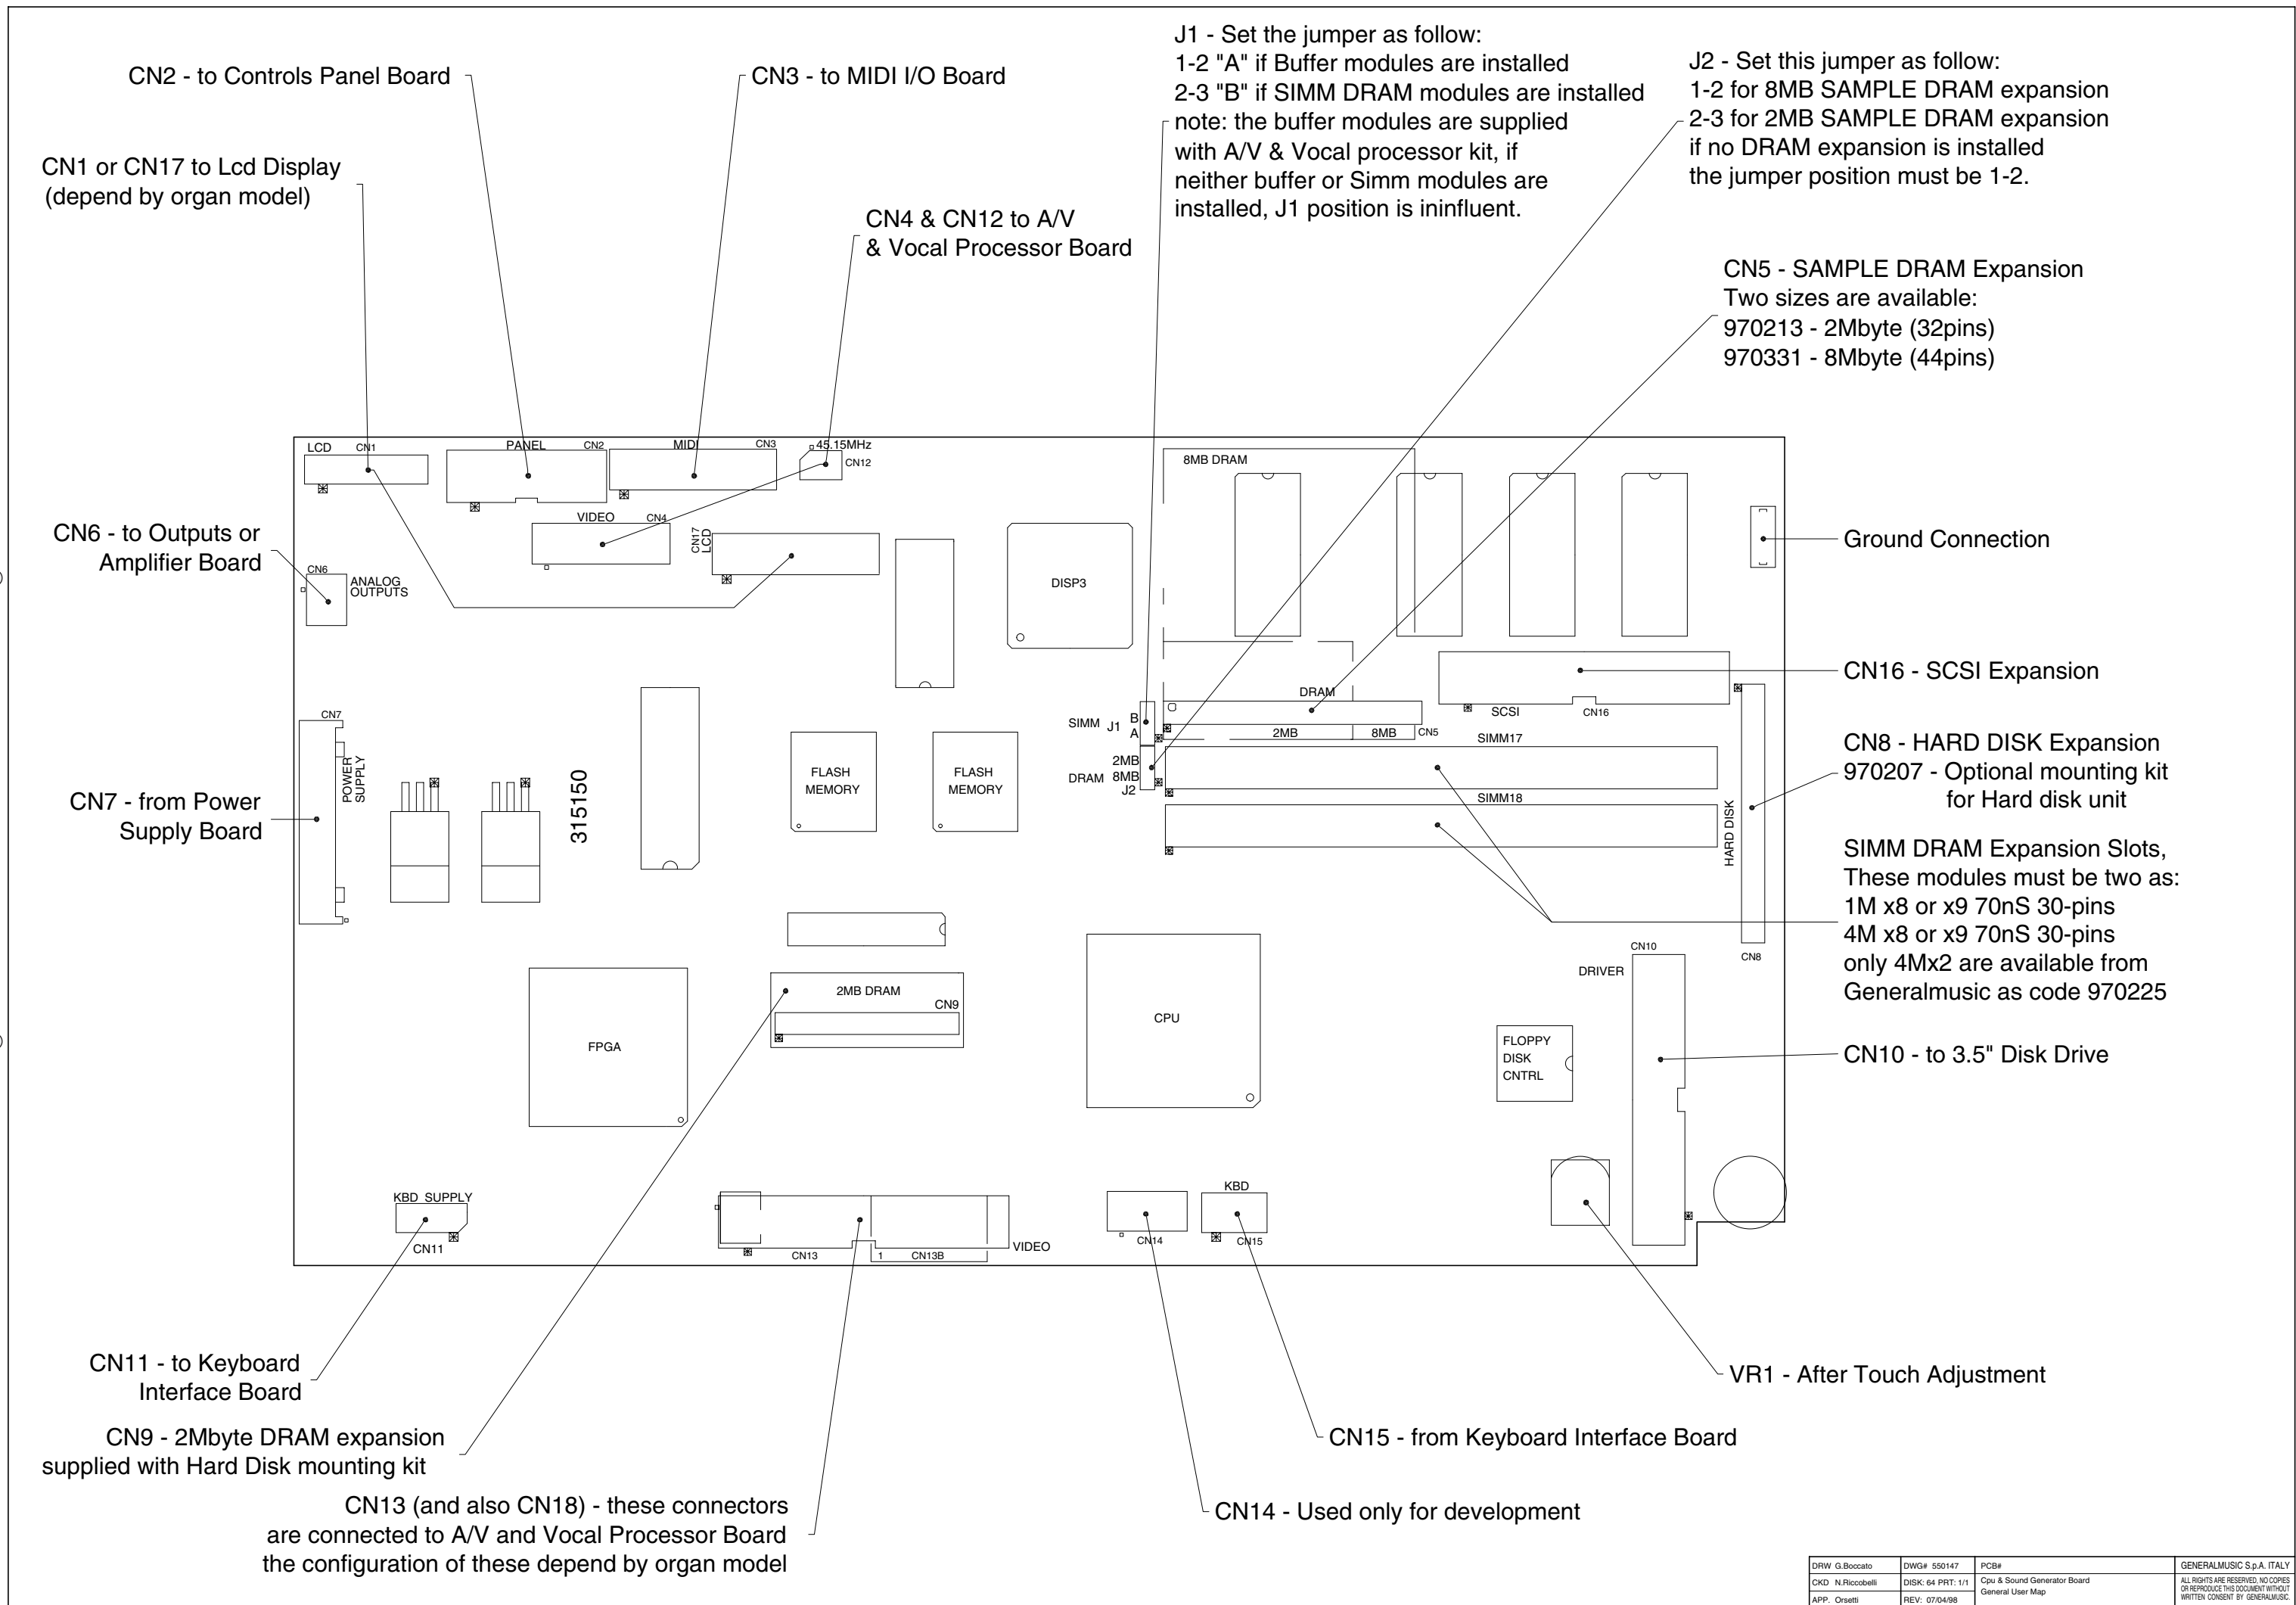 J1 - Set the jumper as follow:
1-2 "A" if Buffer modules are installed
2-3 "B" if SIMM DRAM modules are installed
note: the buffer modules are supplied
with A/V & Vocal processor kit, if
neither buffer or Simm modules are
installed, J1 position is ininfluent.
J2 - Set this jumper as follow:
1-2 for 8MB SAMPLE DRAM expansion
2-3 for 2MB SAMPLE DRAM expansion
if no DRAM expansion is installed
the jumper position must be 1-2.
CN2 - to Controls Panel Board
CN3 - to MIDI I/O Board
CN1 or CN17 to Lcd Display
(depend by organ model)
CN4 & CN12 to A/V
& Vocal Processor Board
CN5 - SAMPLE DRAM Expansion
Two sizes are available:
970213 - 2Mbyte (32pins)
970331 - 8Mbyte (44pins)
LCD CN1
PANEL CN2
MIDI CN3
45.15MHz
CN12
8MB DRAM
VIDEO CN4
CN17
LCD
CN6 - to Outputs or
Amplifier Board
CN6
ANALOG
OUTPUTS
DISP3
Ground Connection
CN16 - SCSI Expansion
DRAM
SCSI CN16
SIMM J1 B
A
2MB 8MB CN5
SIMM17
2MB
DRAM 8MB
J2
SIMM18
CN7
POWER
SUPPLY
CN7 - from Power
Supply Board
315150
FLASH
MEMORY
FLASH
MEMORY
HARD DISK
CN8
CN8 - HARD DISK Expansion
970207 - Optional mounting kit
for Hard disk unit
SIMM DRAM Expansion Slots,
These modules must be two as:
1M x8 or x9 70nS 30-pins
4M x8 or x9 70nS 30-pins
only 4Mx2 are available from
Generalmusic as code 970225
CN10
DRIVER
2MB DRAM
CN9
FPGA
CPU
FLOPPY
DISK
CNTRL
CN10 - to 3.5" Disk Drive
KBD SUPPLY
CN11
CN13 1 CN13B
VIDEO
CN14
KBD
CN15
CN11 - to Keyboard
Interface Board
VR1 - After Touch Adjustment
CN9 - 2Mbyte DRAM expansion
supplied with Hard Disk mounting kit
CN15 - from Keyboard Interface Board
CN13 (and also CN18) - these connectors
are connected to A/V and Vocal Processor Board
the configuration of these depend by organ model
CN14 - Used only for development
DRW G.Boccato DWG# 550147 PCB# GENERALMUSIC S.p.A. ITALY
CKD N.Riccobelli DISK: 64 PRT: 1/1 Cpu & Sound Generator Board
General User Map
APP. Orsetti REV: 07/04/98
ALL RIGHTS ARE RESERVED, NO COPIES
OR REPRODUCE THIS DOCUMENT WITHOUT
WRITTEN CONSENT BY GENERALMUSIC.